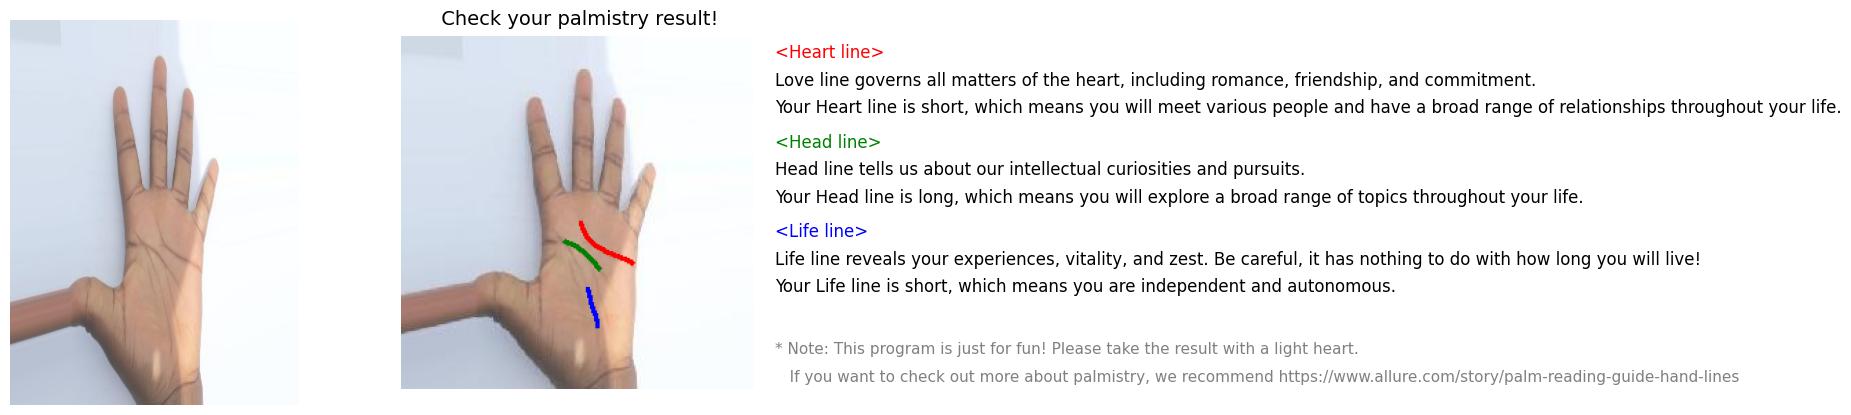 Check your palmistry result!
<Heart line>
Love line governs all matters of the heart, including romance, friendship, and commitment.
Your Heart line is short, which means you will meet various people and have a broad range of relationships throughout your life.
<Head line>
Head line tells us about our intellectual curiosities and pursuits.
Your Head line is long, which means you will explore a broad range of topics throughout your life.
<Life line>
Life line reveals your experiences, vitality, and zest. Be careful, it has nothing to do with how long you will live!
Your Life line is short, which means you are independent and autonomous.
* Note: This program is just for fun! Please take the result with a light heart.
If you want to check out more about palmistry, we recommend https://www.allure.com/story/palm-reading-guide-hand-lines